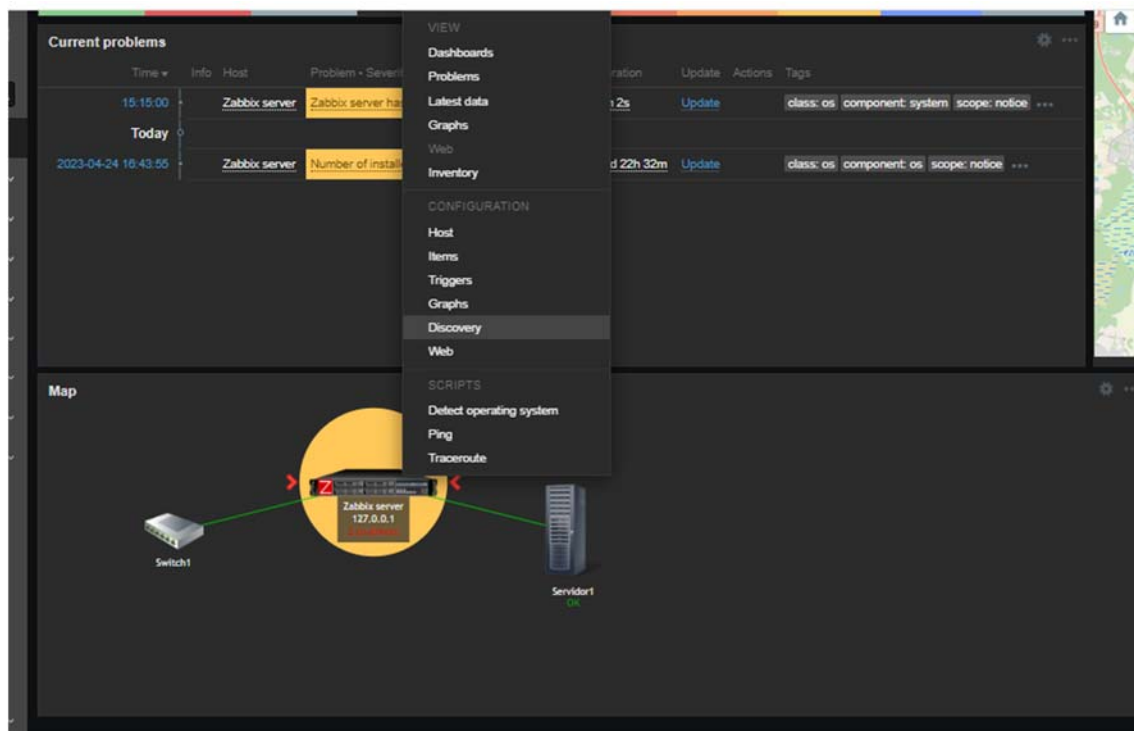 Current problems
Time Info Host Problem • Severit ration Update Actions Tags
15:15:00 Zabbix server Zabbix server has 2s Update class: os component: system scope: notice
Today
2023-04-24 16:43:55 Zabbix server Number of installe d 22h 32m Update class: os component: os scope: notice
VIEW
Dashboards
Problems
Latest data
Graphs
Web
Inventory
CONFIGURATION
Host
Items
Triggers
Graphs
Discovery
Web
SCRIPTS
Detect operating system
Ping
Traceroute
Map
Z
Zabbix server
127.0.0.1
Switch1
Servidor1
OK